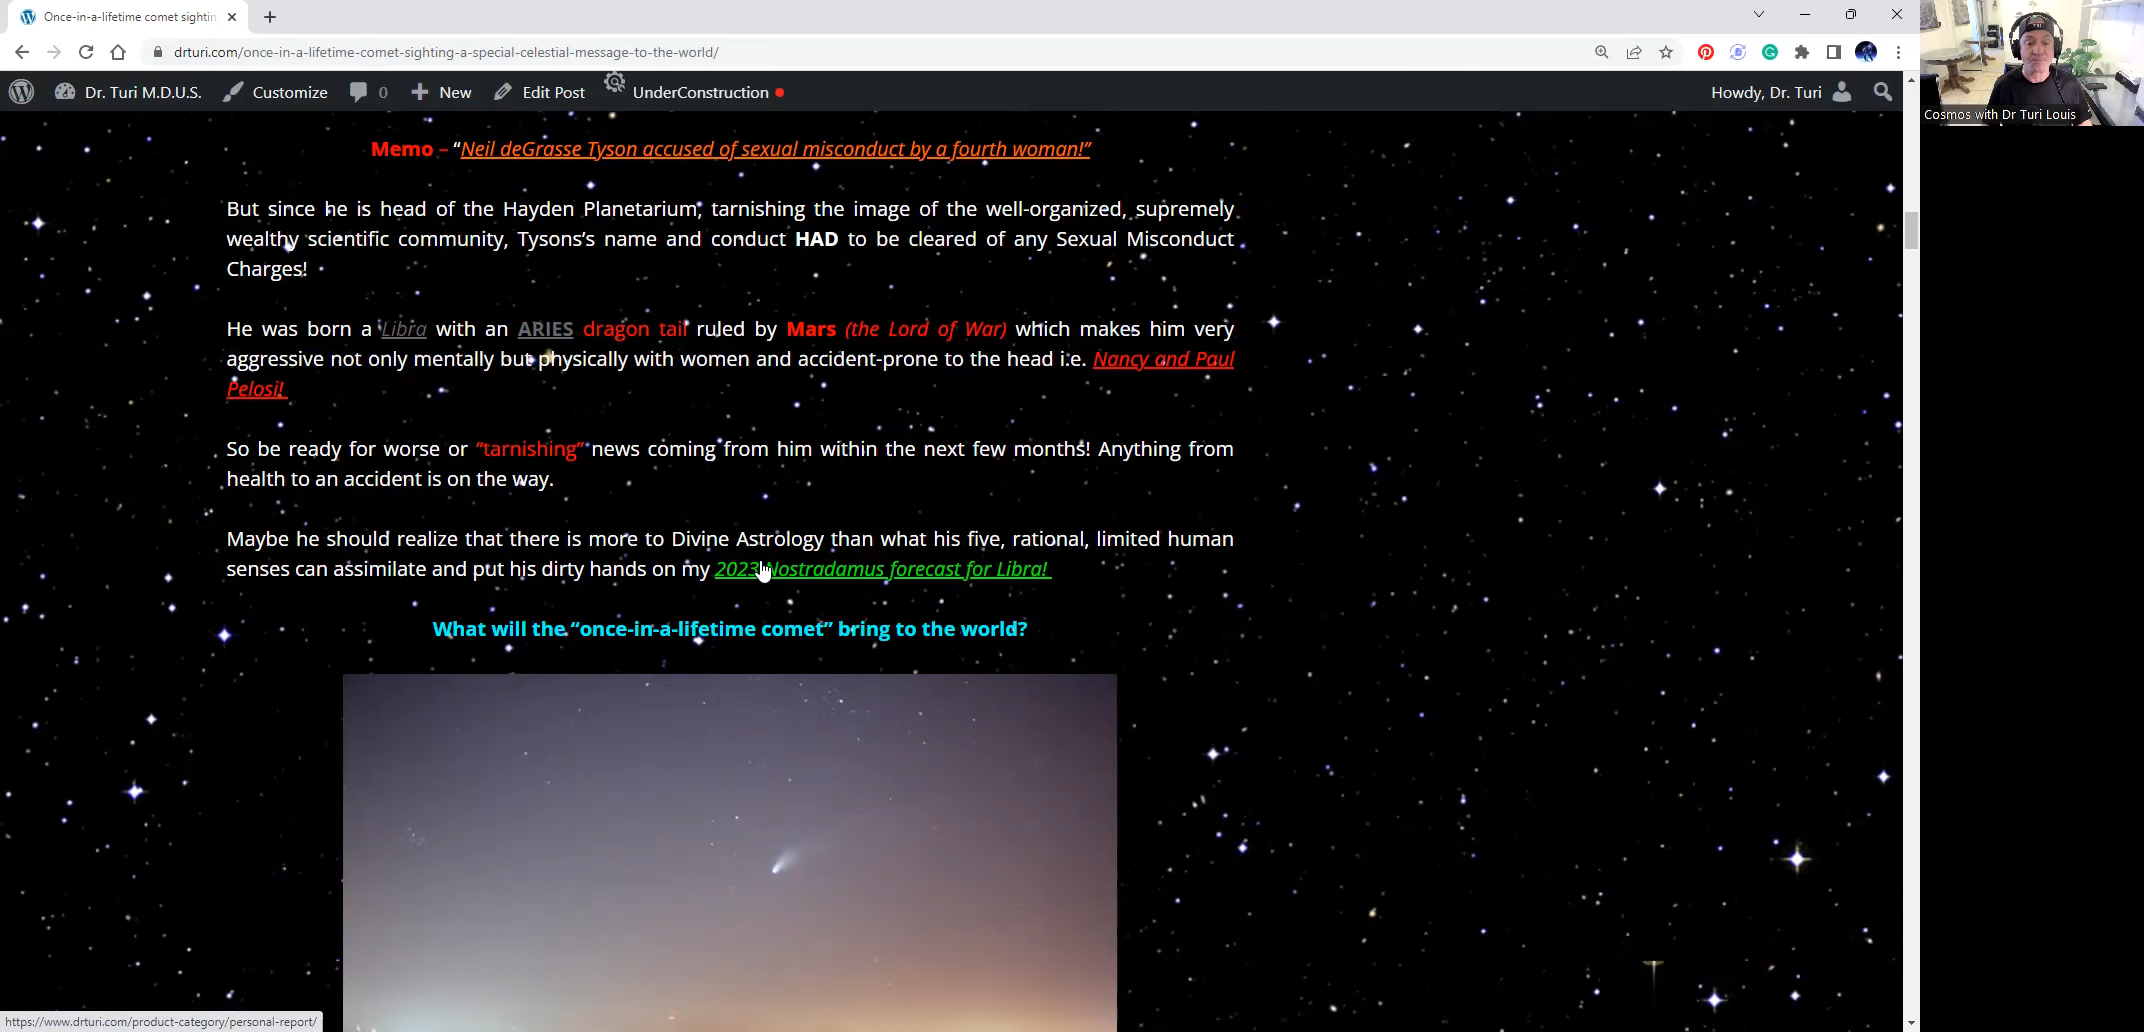 Once-in-a-lifetime comet sightin
drturi.com/once-in-a-lifetime-comet-sighting-a-special-celestial-message-to-the-world/
Dr. Turi M.D.U.S. Customize 0 New Edit Post UnderConstruction Howdy, Dr. Turi
Cosmos with Dr Turi Louis
Memo – “Neil deGrasse Tyson accused of sexual misconduct by a fourth woman!”
But since he is head of the Hayden Planetarium, tarnishing the image of the well-organized, supremely
wealthy scientific community, Tysons’s name and conduct HAD to be cleared of any Sexual Misconduct
Charges!
He was born a Libra with an ARIES dragon tail ruled by Mars (the Lord of War) which makes him very
aggressive not only mentally but physically with women and accident-prone to the head i.e. Nancy and Paul
Pelosi!
So be ready for worse or “tarnishing” news coming from him within the next few months! Anything from
health to an accident is on the way.
Maybe he should realize that there is more to Divine Astrology than what his five, rational, limited human
senses can assimilate and put his dirty hands on my 2023 Nostradamus forecast for Libra!
What will the “once-in-a-lifetime comet” bring to the world?
https://www.drturi.com/product-category/personal-report/